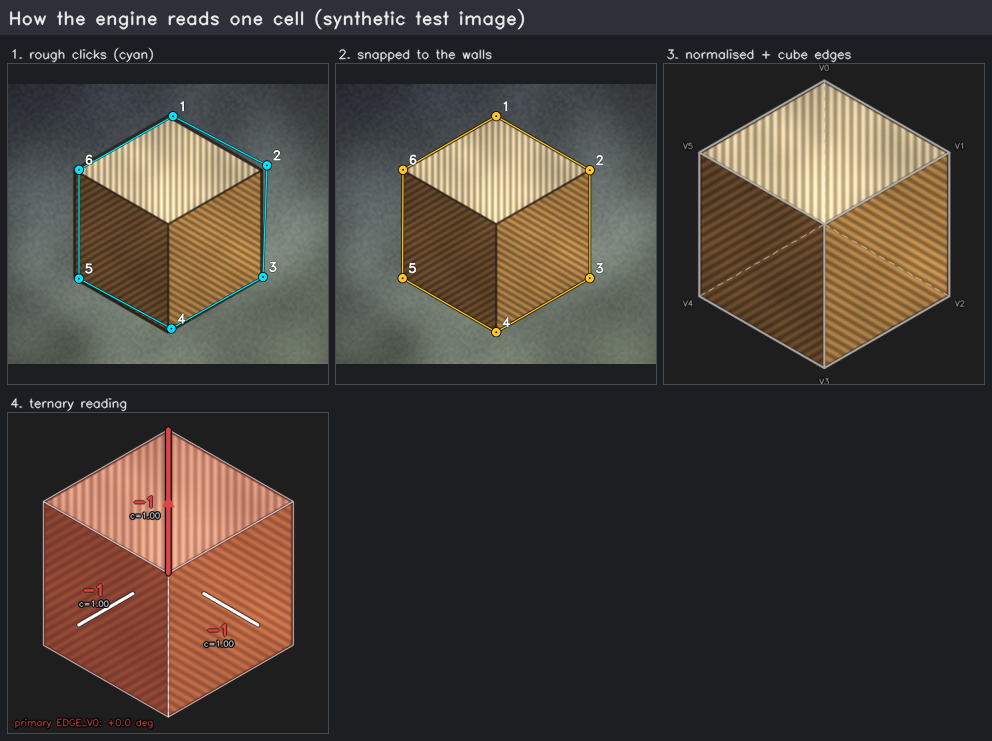 How the engine reads one cell (synthetic test image)
1. rough clicks (cyan)
2. snapped to the walls
3. normalised + cube edges
1
2
3
4
5
6
1
2
3
4
5
6
V0
V1
V2
V3
V4
V5
4. ternary reading
-1
c=1.00
-1
c=1.00
-1
c=1.00
primary EDGE_V0: +0.0 deg